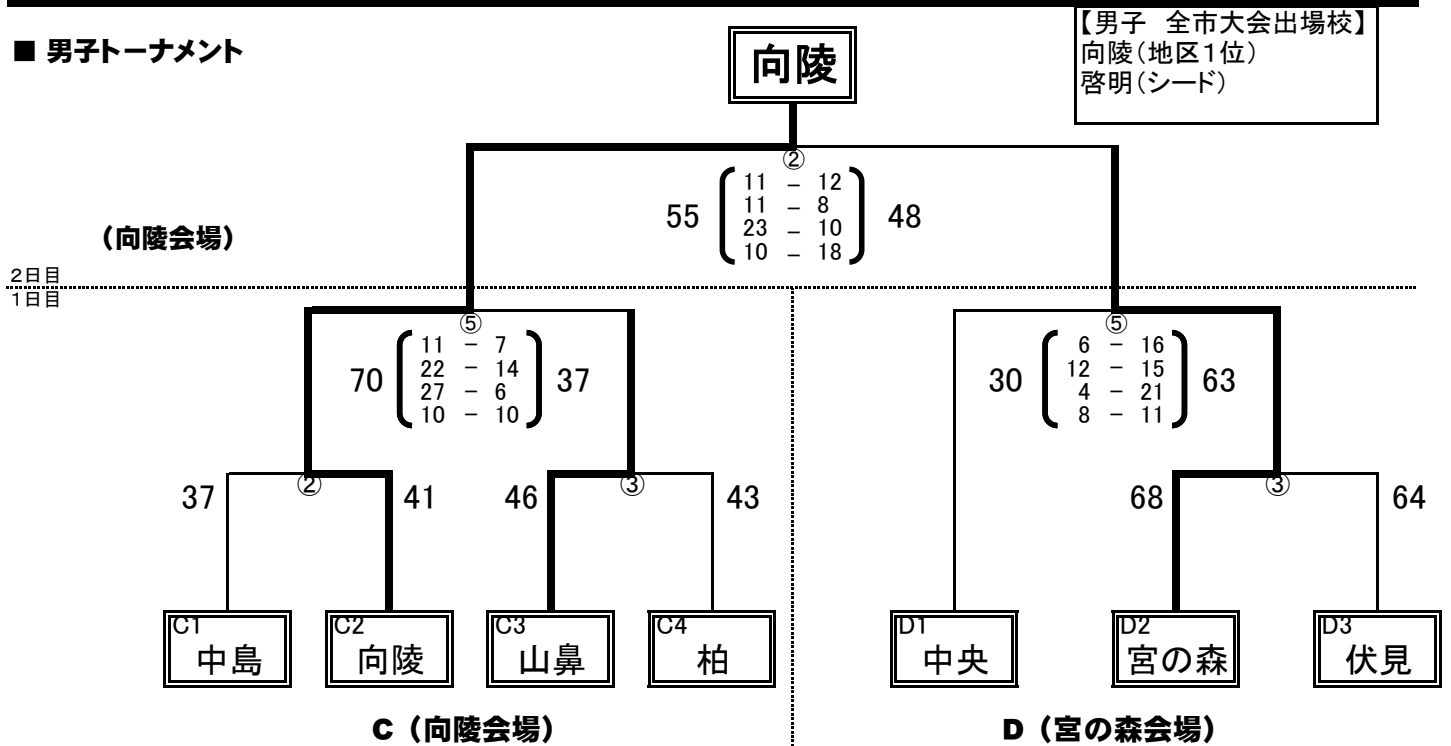 ■ 男子トーナメント
向陵
【男子 全市大会出場校】
向陵(地区1位)
啓明(シード)
②
55 11 – 12 48
11 – 8
23 – 10
10 – 18
(向陵会場)
2日目
1日目
⑤
70 11 – 7 37
22 – 14
27 – 6
10 – 10
⑤
30 6 – 16 63
12 – 15
4 – 21
8 – 11
37 ② 41
46 ③ 43
68 ③ 64
C1
中島
C2
向陵
C3
山鼻
C4
柏
D1
中央
D2
宮の森
D3
伏見
C(向陵会場)
D(宮の森会場)